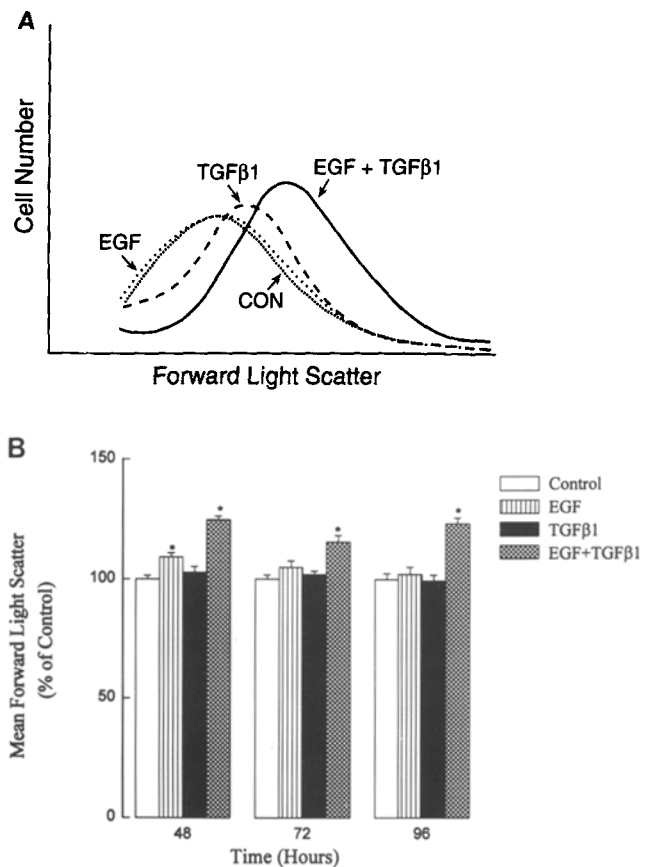 A
Cell Number
TGFβ1
EGF + TGFβ1
EGF
CON
Forward Light Scatter
B
Mean Forward Light Scatter
(% of Control)
150
100
50
0
*
*
*
*
48
72
96
Time (Hours)
Control
EGF
TGFβ1
EGF+TGFβ1